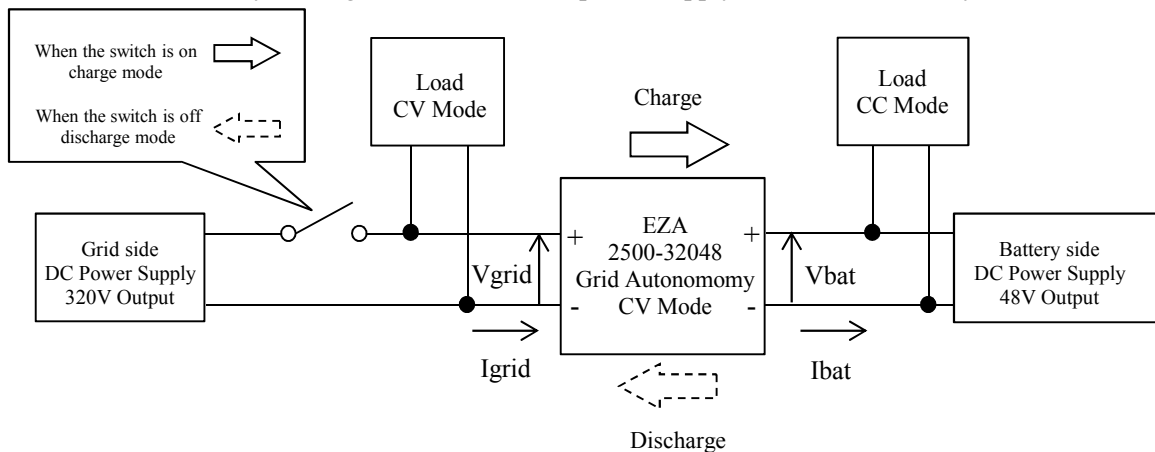 When the switch is on
charge mode
When the switch is off
discharge mode
Load
CV Mode
Charge
Load
CC Mode
Grid side
DC Power Supply
320V Output
Vgrid
Igrid
+
-
EZA
2500-32048
Grid Autonomomy
CV Mode
+
-
Vbat
Ibat
Battery side
DC Power Supply
48V Output
Discharge